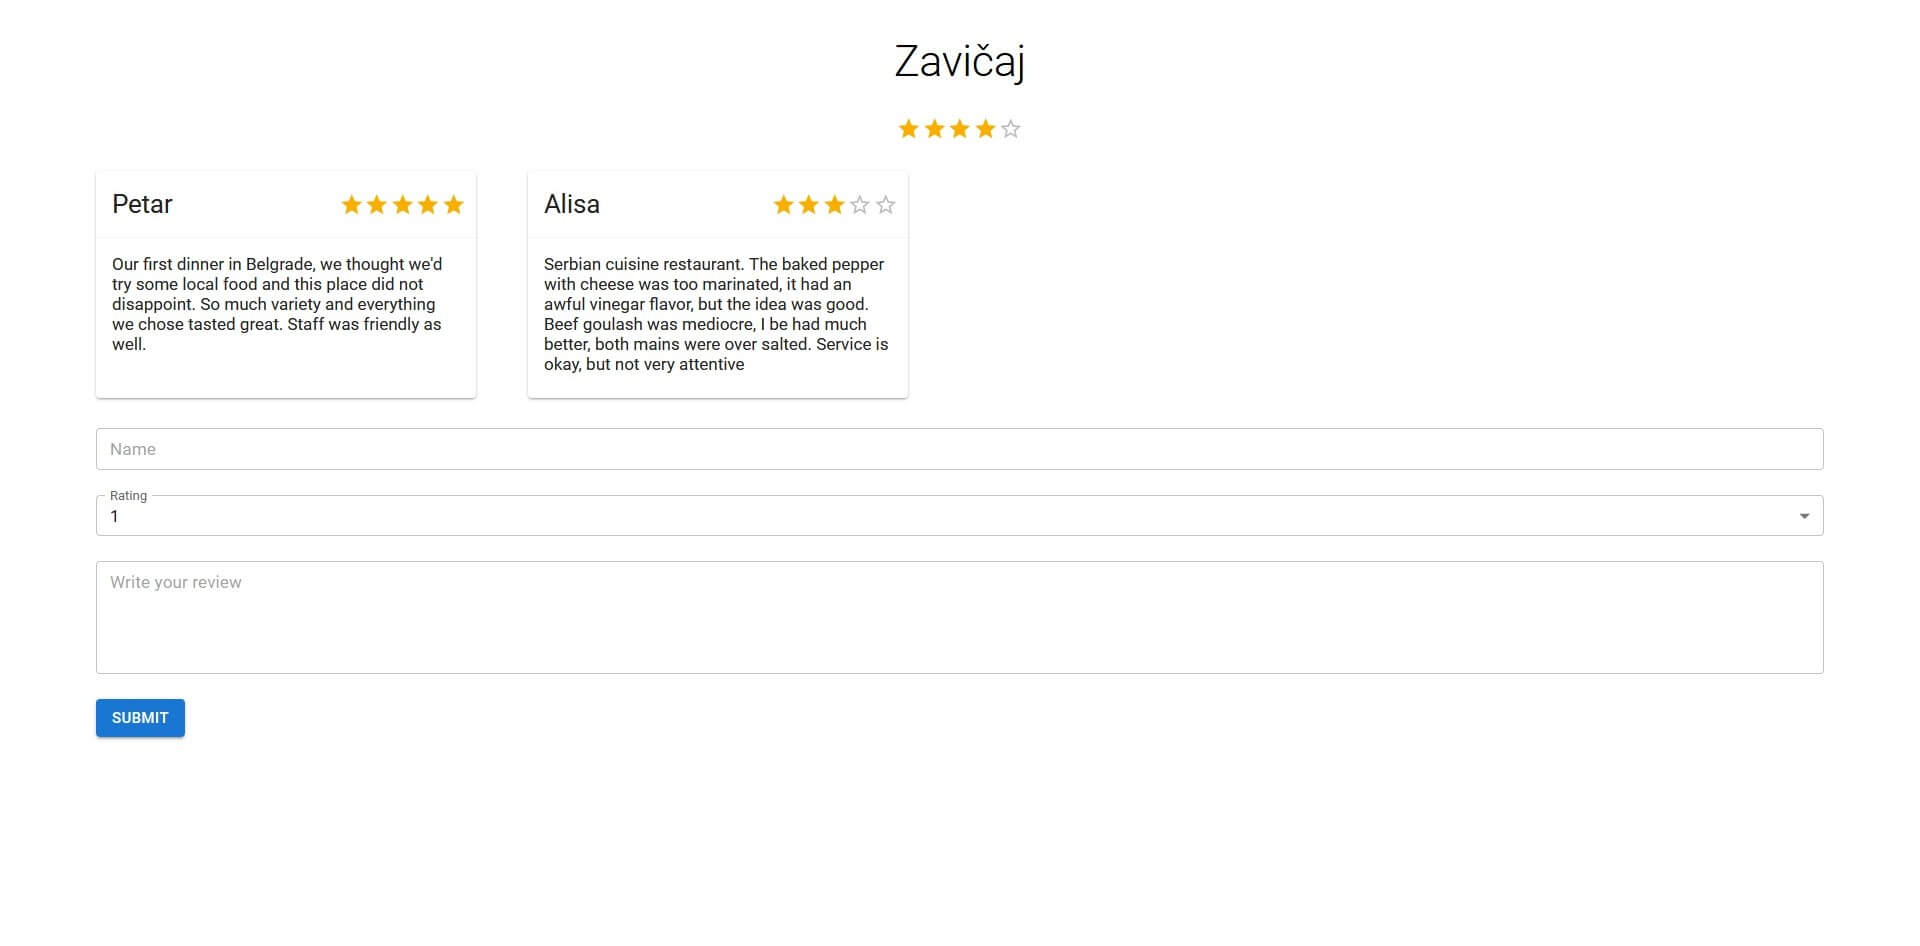 Zavičaj
Petar
Our first dinner in Belgrade, we thought we'd
try some local food and this place did not
disappoint. So much variety and everything
we chose tasted great. Staff was friendly as
well.
Alisa
Serbian cuisine restaurant. The baked pepper
with cheese was too marinated, it had an
awful vinegar flavor, but the idea was good.
Beef goulash was mediocre, I be had much
better, both mains were over salted. Service is
okay, but not very attentive
Name
Rating
1
Write your review
SUBMIT